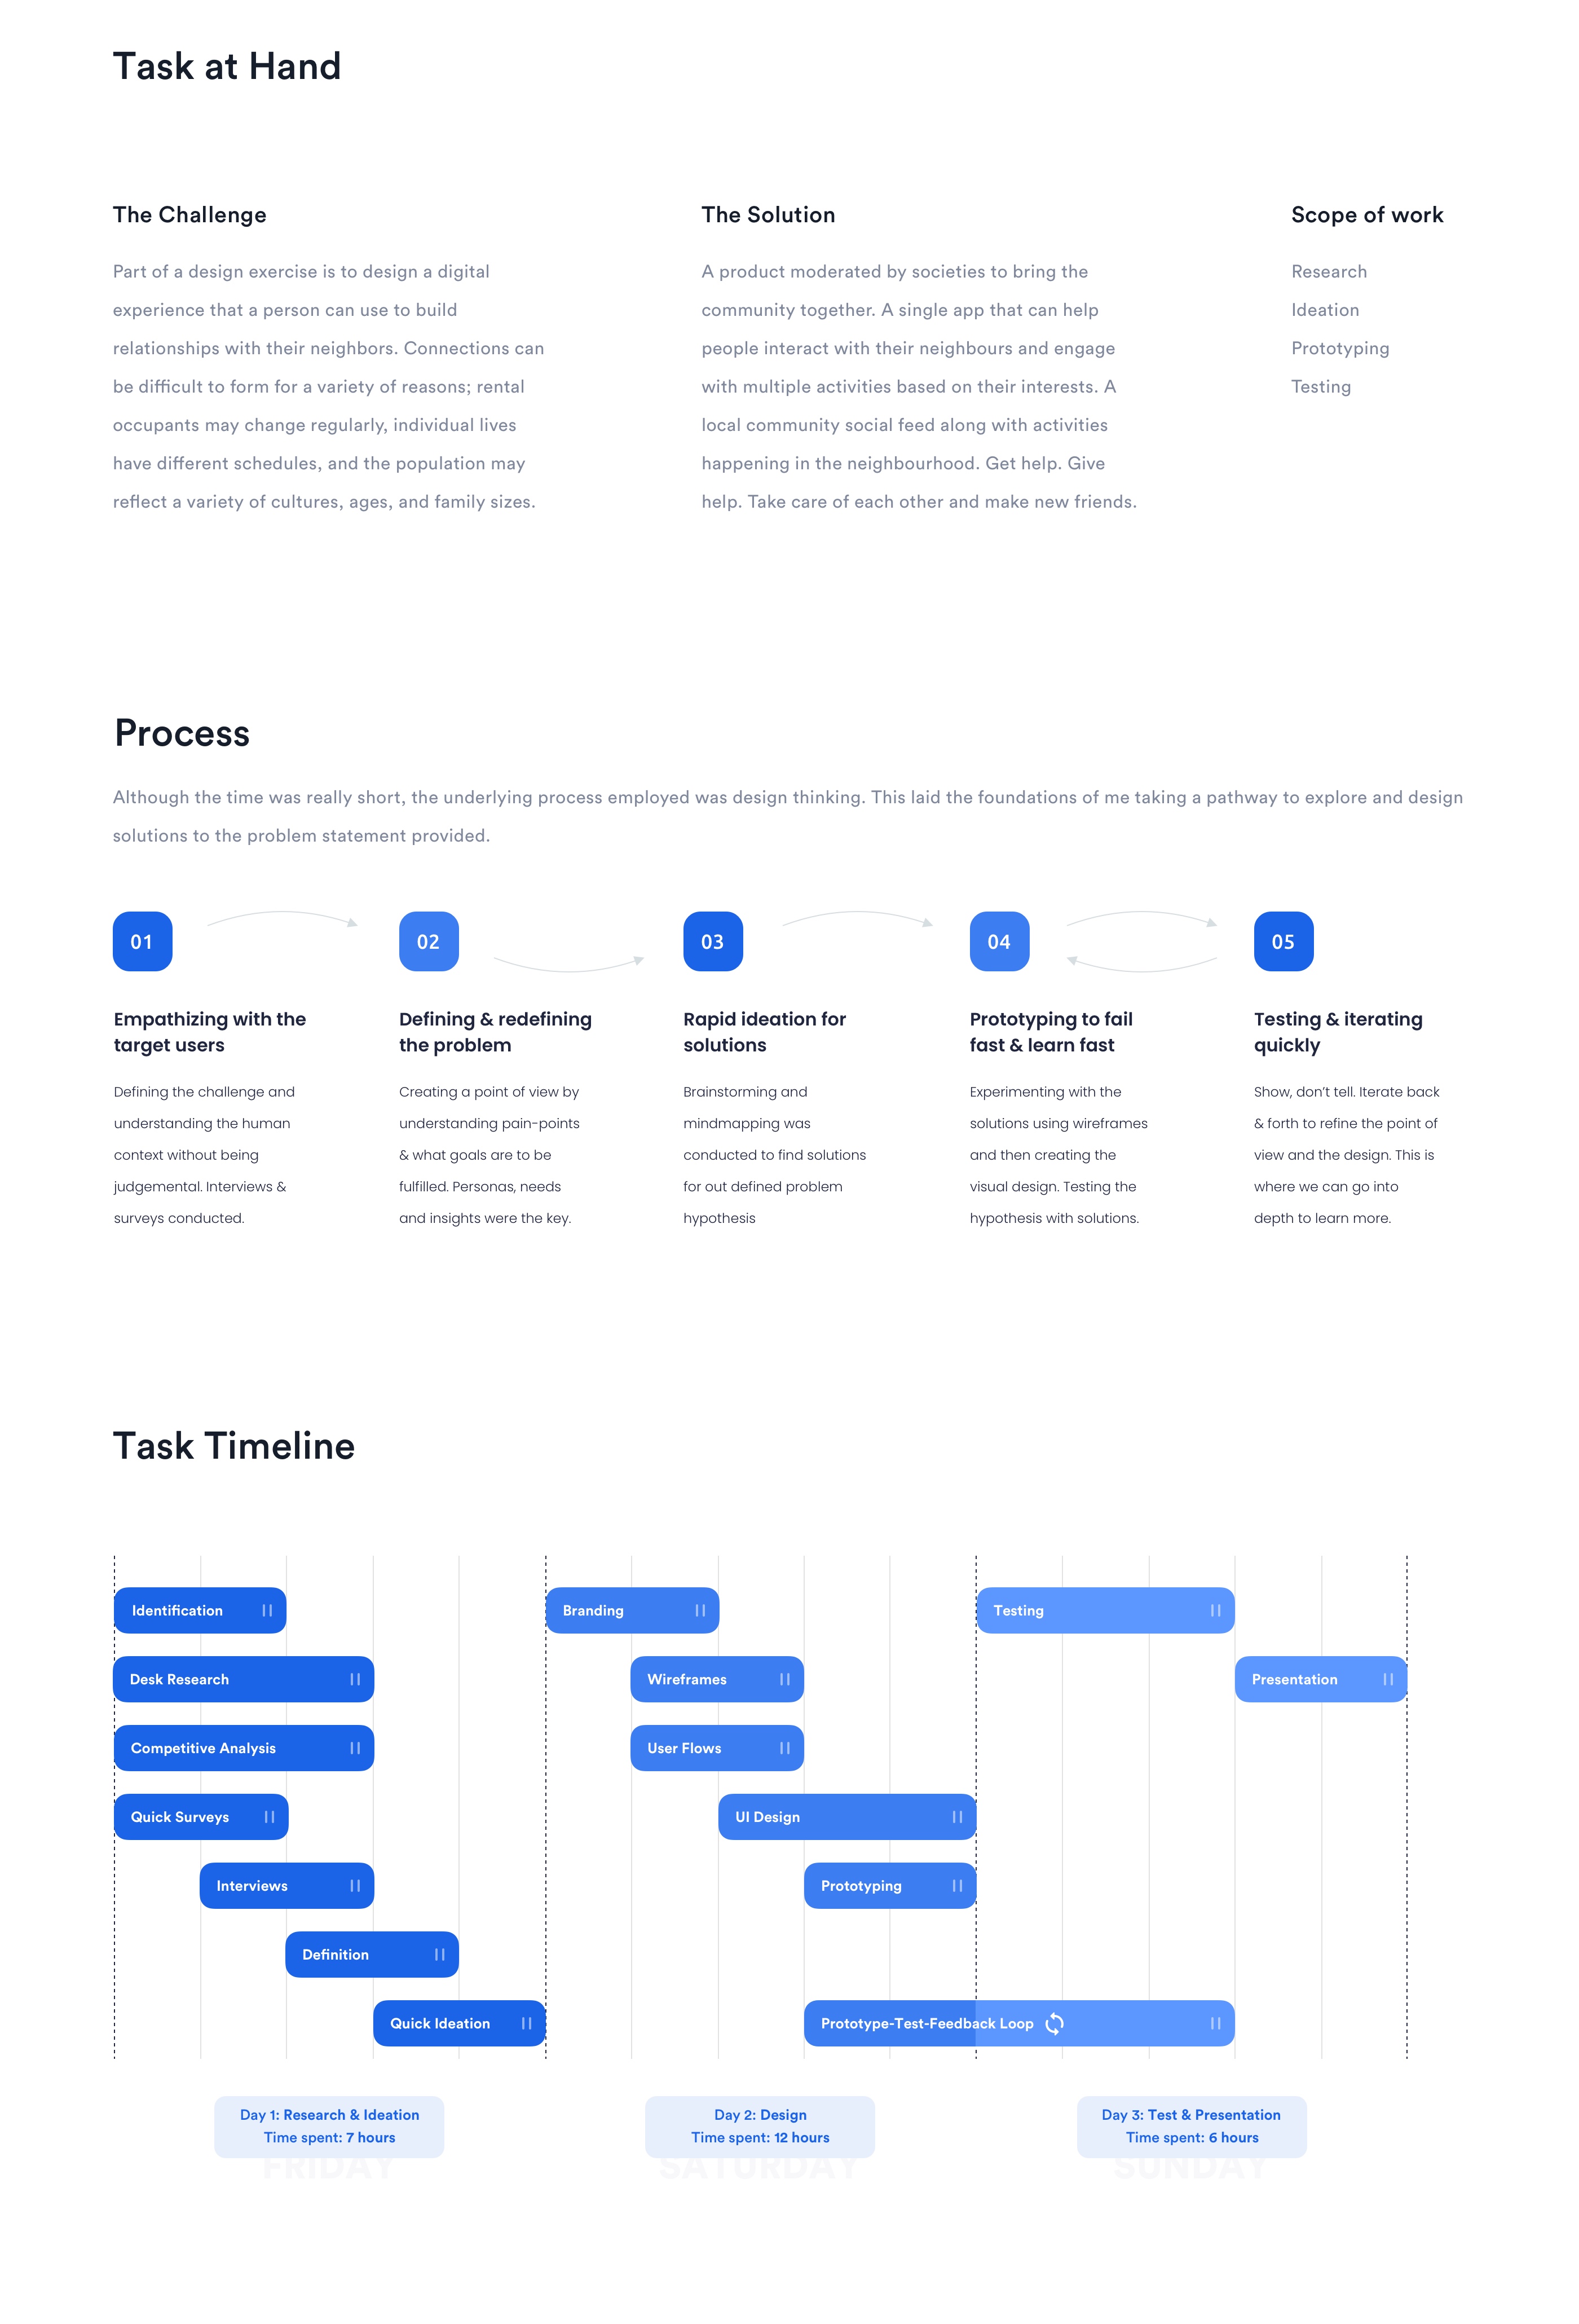 Task at Hand
The Challenge
Part of a design exercise is to design a digital
experience that a person can use to build
relationships with their neighbors. Connections can
be difficult to form for a variety of reasons; rental
occupants may change regularly, individual lives
have different schedules, and the population may
reflect a variety of cultures, ages, and family sizes.
The Solution
A product moderated by societies to bring the
community together. A single app that can help
people interact with their neighbours and engage
with multiple activities based on their interests. A
local community social feed along with activities
happening in the neighbourhood. Get help. Give
help. Take care of each other and make new friends.
Scope of work
Research
Ideation
Prototyping
Testing
Process
Although the time was really short, the underlying process employed was design thinking. This laid the foundations of me taking a pathway to explore and design
solutions to the problem statement provided.
01
Empathizing with the
target users
Defining the challenge and
understanding the human
context without being
judgemental. Interviews &
surveys conducted.
02
Defining & redefining
the problem
Creating a point of view by
understanding pain-points
& what goals are to be
fulfilled. Personas, needs
and insights were the key.
03
Rapid ideation for
solutions
Brainstorming and
mindmapping was
conducted to find solutions
for out defined problem
hypothesis
04
Prototyping to fail
fast & learn fast
Experimenting with the
solutions using wireframes
and then creating the
visual design. Testing the
hypothesis with solutions.
05
Testing & iterating
quickly
Show, don't tell. Iterate back
& forth to refine the point of
view and the design. This is
where we can go into
depth to learn more.
Task Timeline
Identification
Desk Research
Competitive Analysis
Quick Surveys
Interviews
Definition
Quick Ideation
Branding
Wireframes
User Flows
UI Design
Prototyping
Prototype-Test-Feedback Loop
Testing
Presentation
Day 1: Research & Ideation
Time spent: 7 hours
FRIDAY
Day 2: Design
Time spent: 12 hours
SATURDAY
Day 3: Test & Presentation
Time spent: 6 hours
SUNDAY